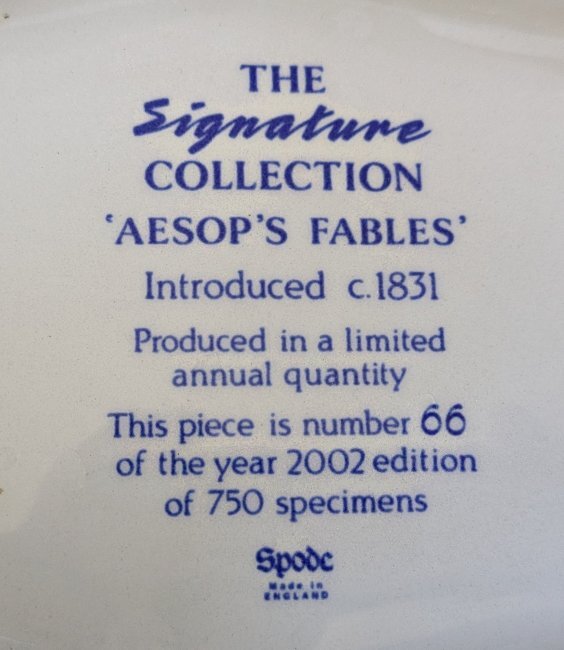 THE
Signature
COLLECTION
‘AESOP’S FABLES’
Introduced c.1831
Produced in a limited
annual quantity
This piece is number 66
of the year 2002 edition
of 750 specimens
Spode
Made in
ENGLAND